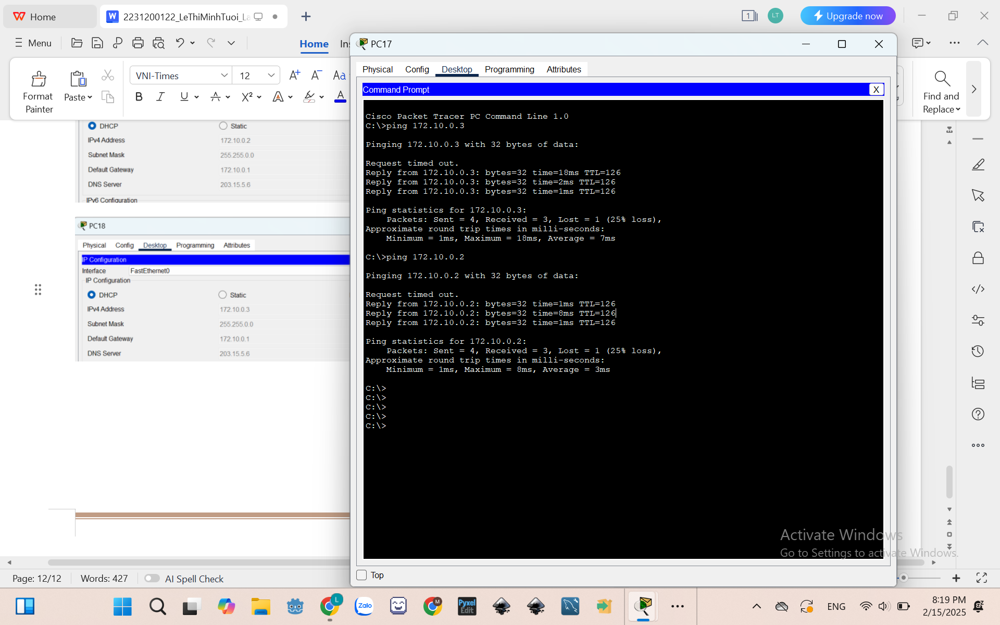 Home
2231200122_LeThiMinhTuoi_La
1
LT
Upgrade now
Menu
Home
Ins
Format
Painter
Paste
VNI-Times
12
Find and
Replace
DHCP
Static
IPv4 Address
172.10.0.2
Subnet Mask
255.255.0.0
Default Gateway
172.10.0.1
DNS Server
203.15.5.6
IPv6 Configuration
PC18
Physical Config Desktop Programming Attributes
IP Configuration
Interface FastEthernet0
IP Configuration
DHCP
Static
IPv4 Address
172.10.0.3
Subnet Mask
255.255.0.0
Default Gateway
172.10.0.1
DNS Server
203.15.5.6
PC17
Physical Config Desktop Programming Attributes
Command Prompt
X
Cisco Packet Tracer PC Command Line 1.0
C:\>ping 172.10.0.3
Pinging 172.10.0.3 with 32 bytes of data:
Request timed out.
Reply from 172.10.0.3: bytes=32 time=18ms TTL=126
Reply from 172.10.0.3: bytes=32 time=2ms TTL=126
Reply from 172.10.0.3: bytes=32 time=1ms TTL=126
Ping statistics for 172.10.0.3:
Packets: Sent = 4, Received = 3, Lost = 1 (25% loss),
Approximate round trip times in milli-seconds:
Minimum = 1ms, Maximum = 18ms, Average = 7ms
C:\>ping 172.10.0.2
Pinging 172.10.0.2 with 32 bytes of data:
Request timed out.
Reply from 172.10.0.2: bytes=32 time=1ms TTL=126
Reply from 172.10.0.2: bytes=32 time=8ms TTL=126
Reply from 172.10.0.2: bytes=32 time=1ms TTL=126
Ping statistics for 172.10.0.2:
Packets: Sent = 4, Received = 3, Lost = 1 (25% loss),
Approximate round trip times in milli-seconds:
Minimum = 1ms, Maximum = 8ms, Average = 3ms
C:\>
C:\>
C:\>
C:\>
C:\>
Activate Windows
Go to Settings to activate Windows.
Top
Page: 12/12
Words: 427
AI Spell Check
L
Zalo
M
Pyxel
Edit
ENG
8:19 PM
2/15/2025